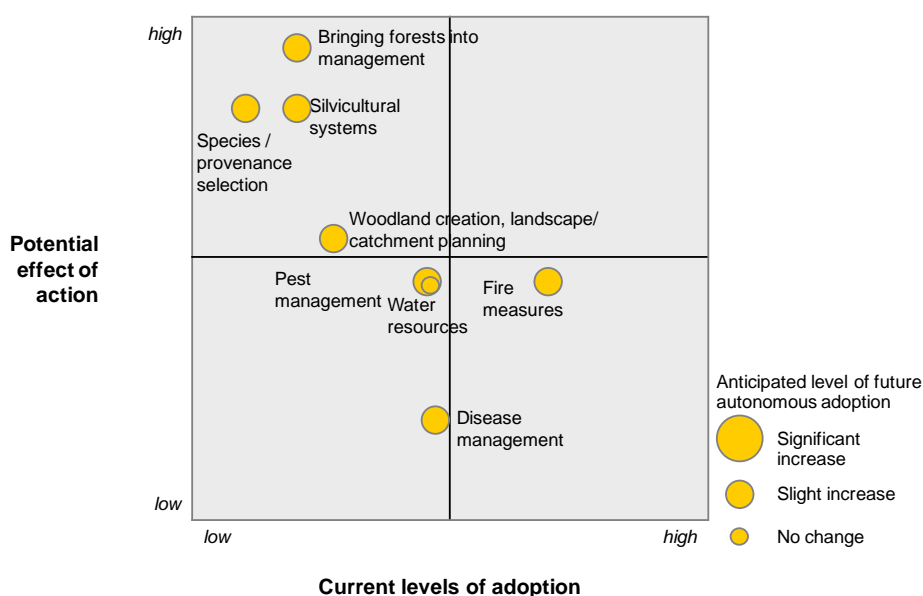 high
Bringing forests into
management
Silvicultural
systems
Species /
provenance
selection
Woodland creation, landscape/
catchment planning
Potential
effect of
action
Pest
management
Water
resources
Fire
measures
Disease
management
Anticipated level of future
autonomous adoption
Significant
increase
Slight increase
No change
low
low
high
Current levels of adoption